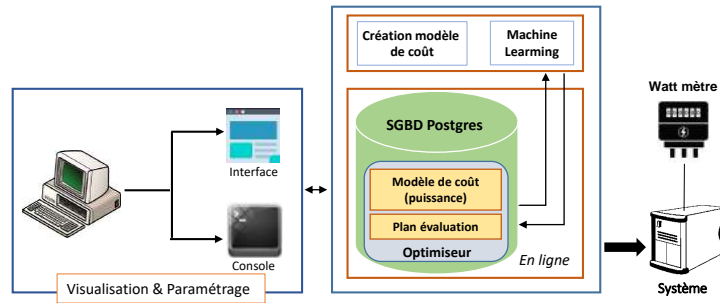 Création modèle
de coût
Machine
Learming
SGBD Postgres
Modèle de coût
(puissance)
Plan évaluation
Optimiseur
En ligne
Interface
Console
Visualisation & Paramétrage
Watt mètre
Système